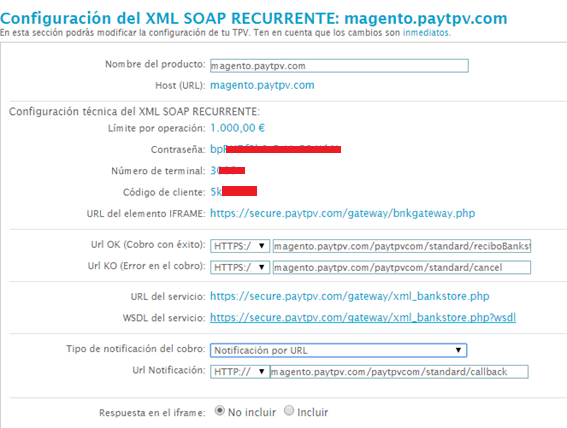 Configuración del XML SOAP RECURRENTE: magento.paytpv.com
En esta sección podrás modificar la configuración de tu TPV. Ten en cuenta que los cambios son inmediatos.
Nombre del producto: magento.paytpv.com
Host (URL): magento.paytpv.com
Configuración técnica del XML SOAP RECURRENTE:
Límite por operación: 1.000,00 €
Contraseña:
Número de terminal:
Código de cliente: 5k
URL del elemento IFRAME: https://secure.paytpv.com/gateway/bnkgateway.php
Url OK (Cobro con éxito): HTTPS:/ magento.paytpv.com/paytpvcom/standard/reciboBankst
Url KO (Error en el cobro): HTTPS:/ magento.paytpv.com/paytpvcom/standard/cancel
URL del servicio: https://secure.paytpv.com/gateway/xml_bankstore.php
WSDL del servicio: https://secure.paytpv.com/gateway/xml_bankstore.php?wsdl
Tipo de notificación del cobro: Notificación por URL
Url Notificación: HTTP:// magento.paytpv.com/paytpvcom/standard/callback
Respuesta en el iframe: No incluir Incluir